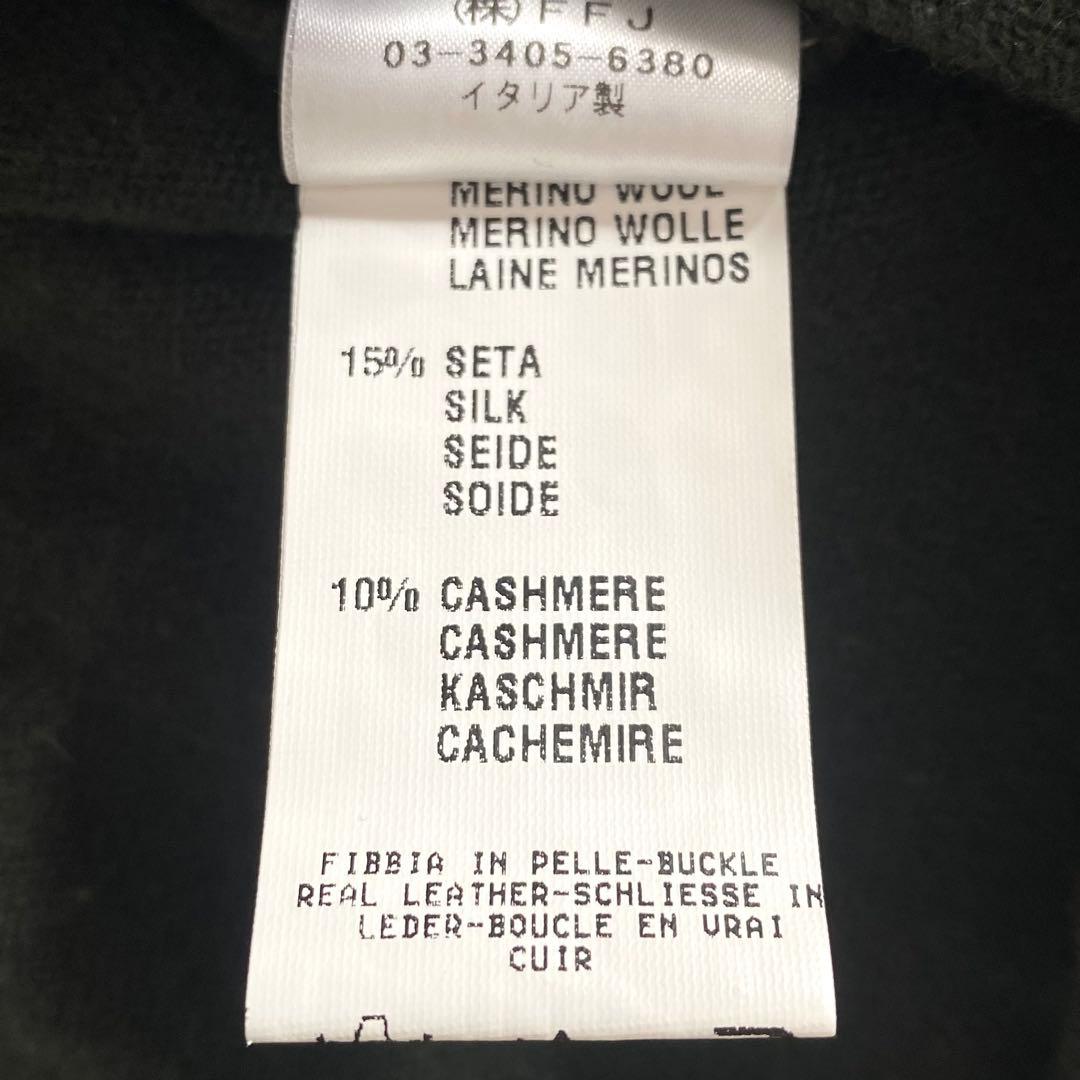 (株)FFJ
03-3405-6380
イタリア製
MERINO WOOL
MERINO WOLLE
LAINE MERINOS
15% SETA
SILK
SEIDE
SOIDE
10% CASHMERE
CASHMERE
KASCHMIR
CACHEMIRE
FIBBIA IN PELLE-BUCKLE
REAL LEATHER-SCHLIESSE IN
LEDER-BOUCLE EN VRAI
CUIR